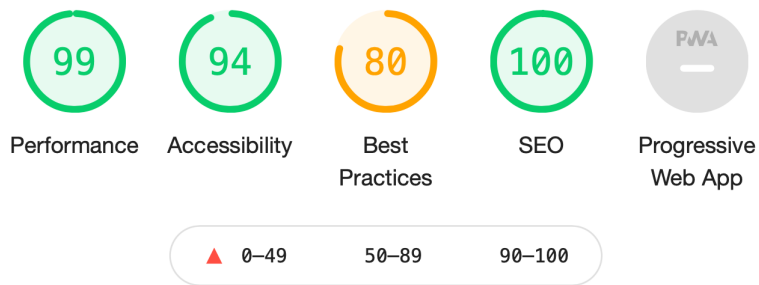 99 94 80 100 PWA
Performance Accessibility Best Practices SEO Progressive Web App
0–49 50–89 90–100